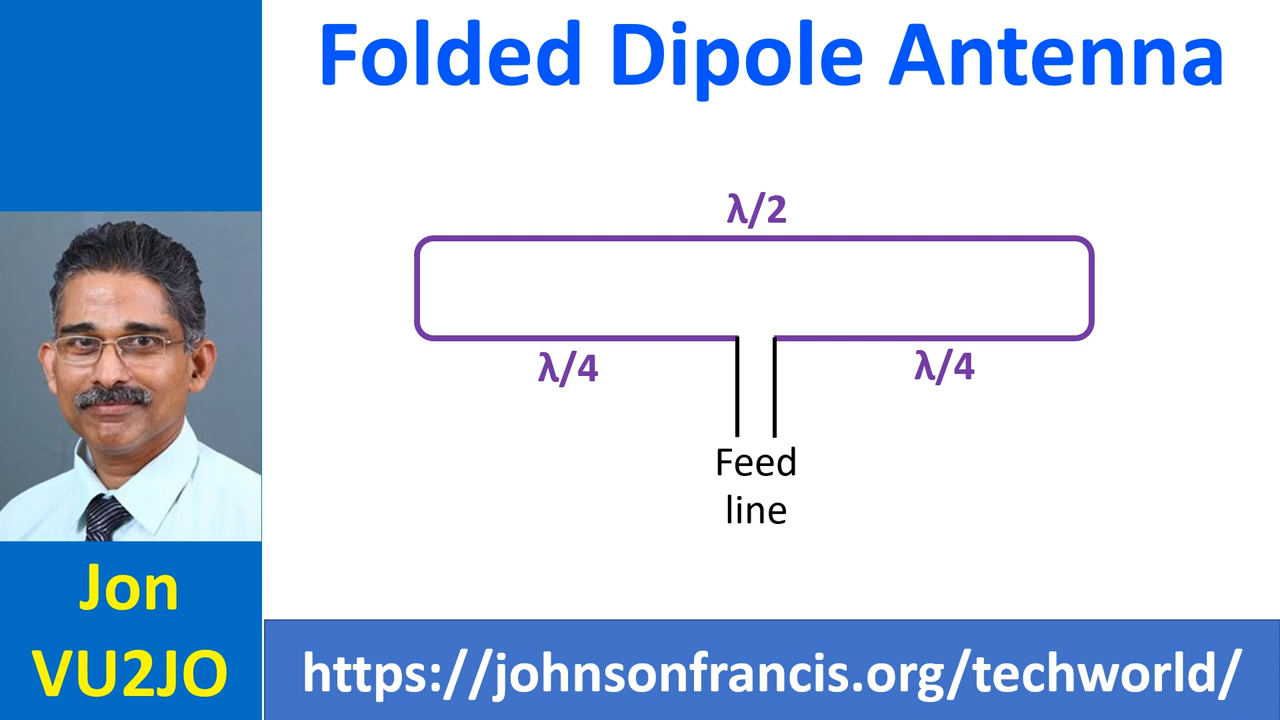 Folded Dipole Antenna
λ/2
λ/4
λ/4
Feed
line
Jon
VU2JO
https://johnsonfrancis.org/techworld/